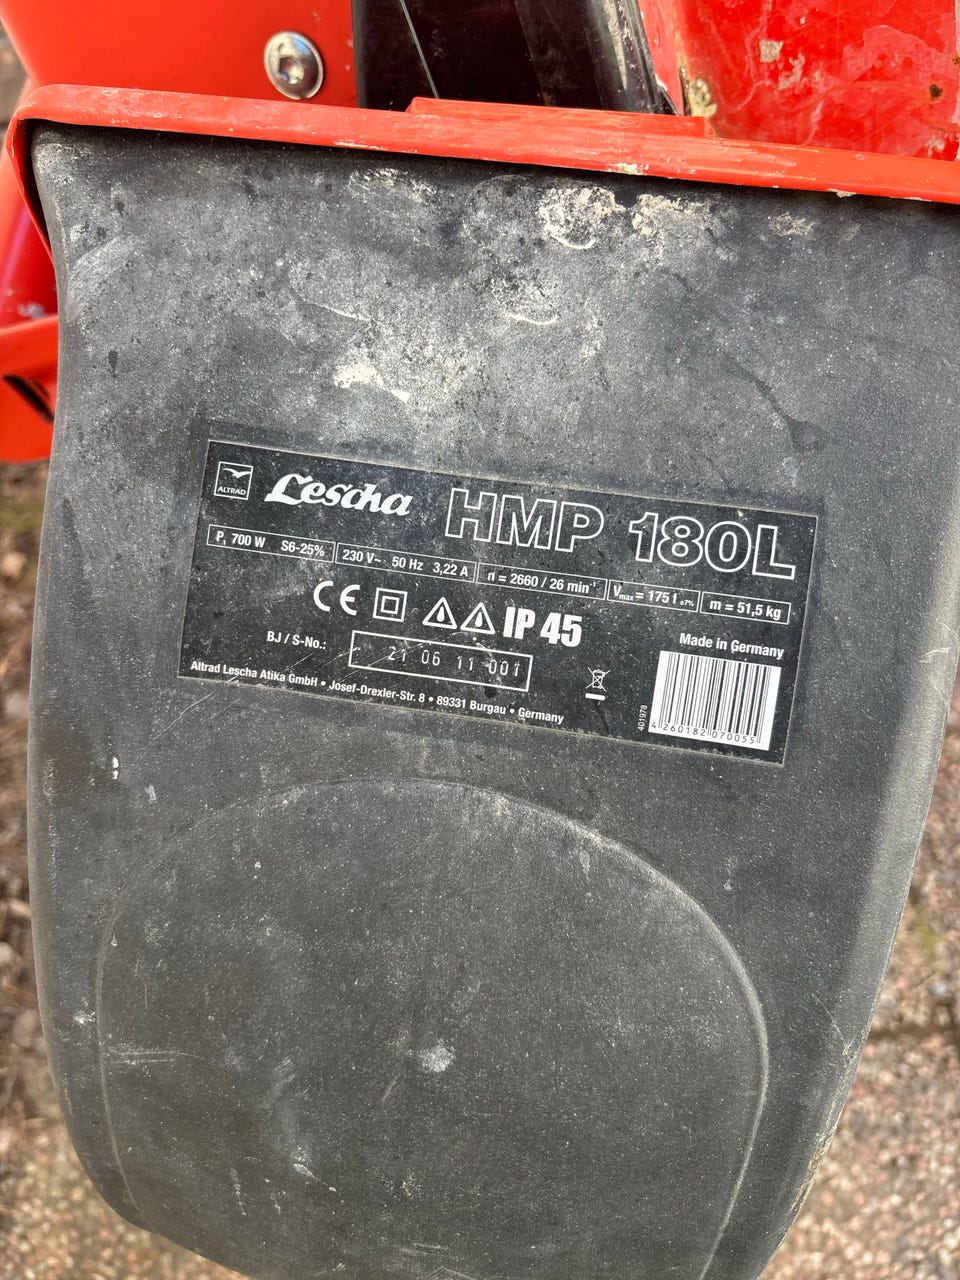 ALTRAD Lescha HMP 180L
P₁ 700 W S6-25% 230 V~ 50 Hz 3,22 A n = 2660 / 26 min⁻¹ Vmax = 175 l ±7% m = 51,5 kg
CE IP 45
BJ / S-No.: 21 06 11 001
Made in Germany
Altrad Lescha Atika GmbH • Josef-Drexler-Str. 8 • 89331 Burgau • Germany
401978
4 260182 070055